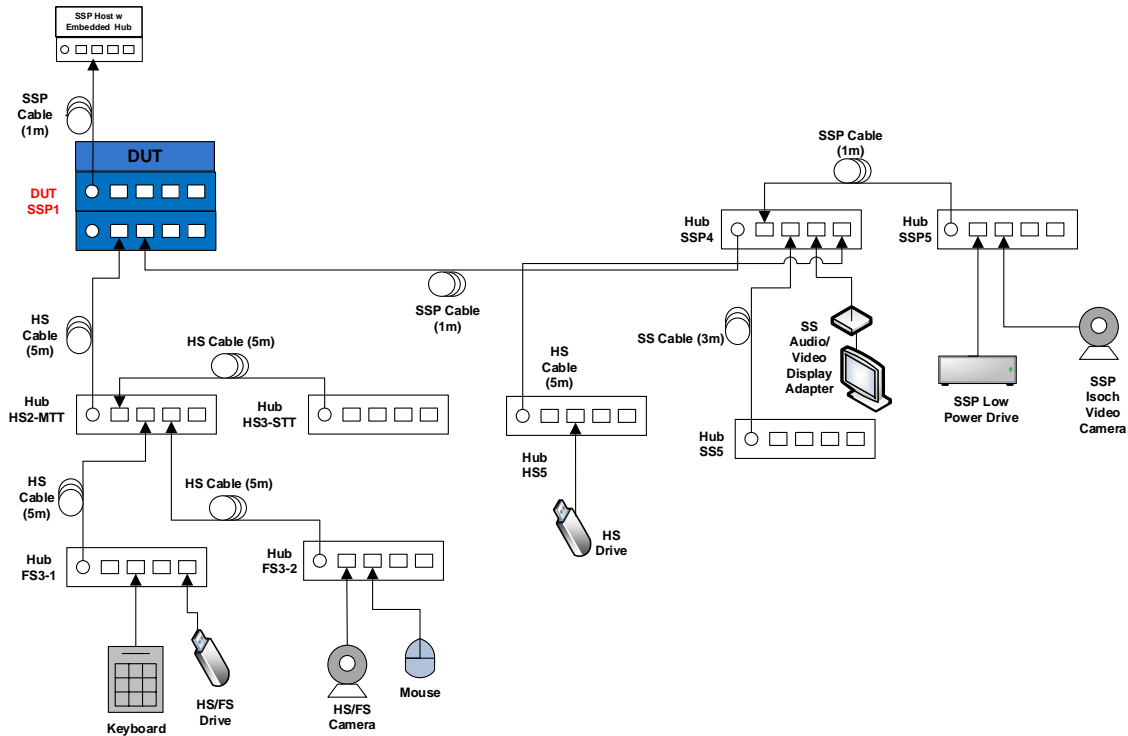 SSP Host w
Embedded Hub
SSP
Cable
(1m)
DUT
DUT
SSP1
SSP Cable
(1m)
Hub
SSP4
Hub
SSP5
SSP Cable
(1m)
HS
Cable
(5m)
HS Cable (5m)
HS
Cable
(5m)
SS Cable (3m)
SS
Audio/
Video
Display
Adapter
SSP Low
Power Drive
SSP
Isoch
Video
Camera
Hub
HS2-MTT
Hub
HS3-STT
Hub
HS5
Hub
SS5
HS
Cable
(5m)
HS Cable (5m)
HS
Drive
Hub
FS3-1
Hub
FS3-2
Keyboard
HS/FS
Drive
HS/FS
Camera
Mouse